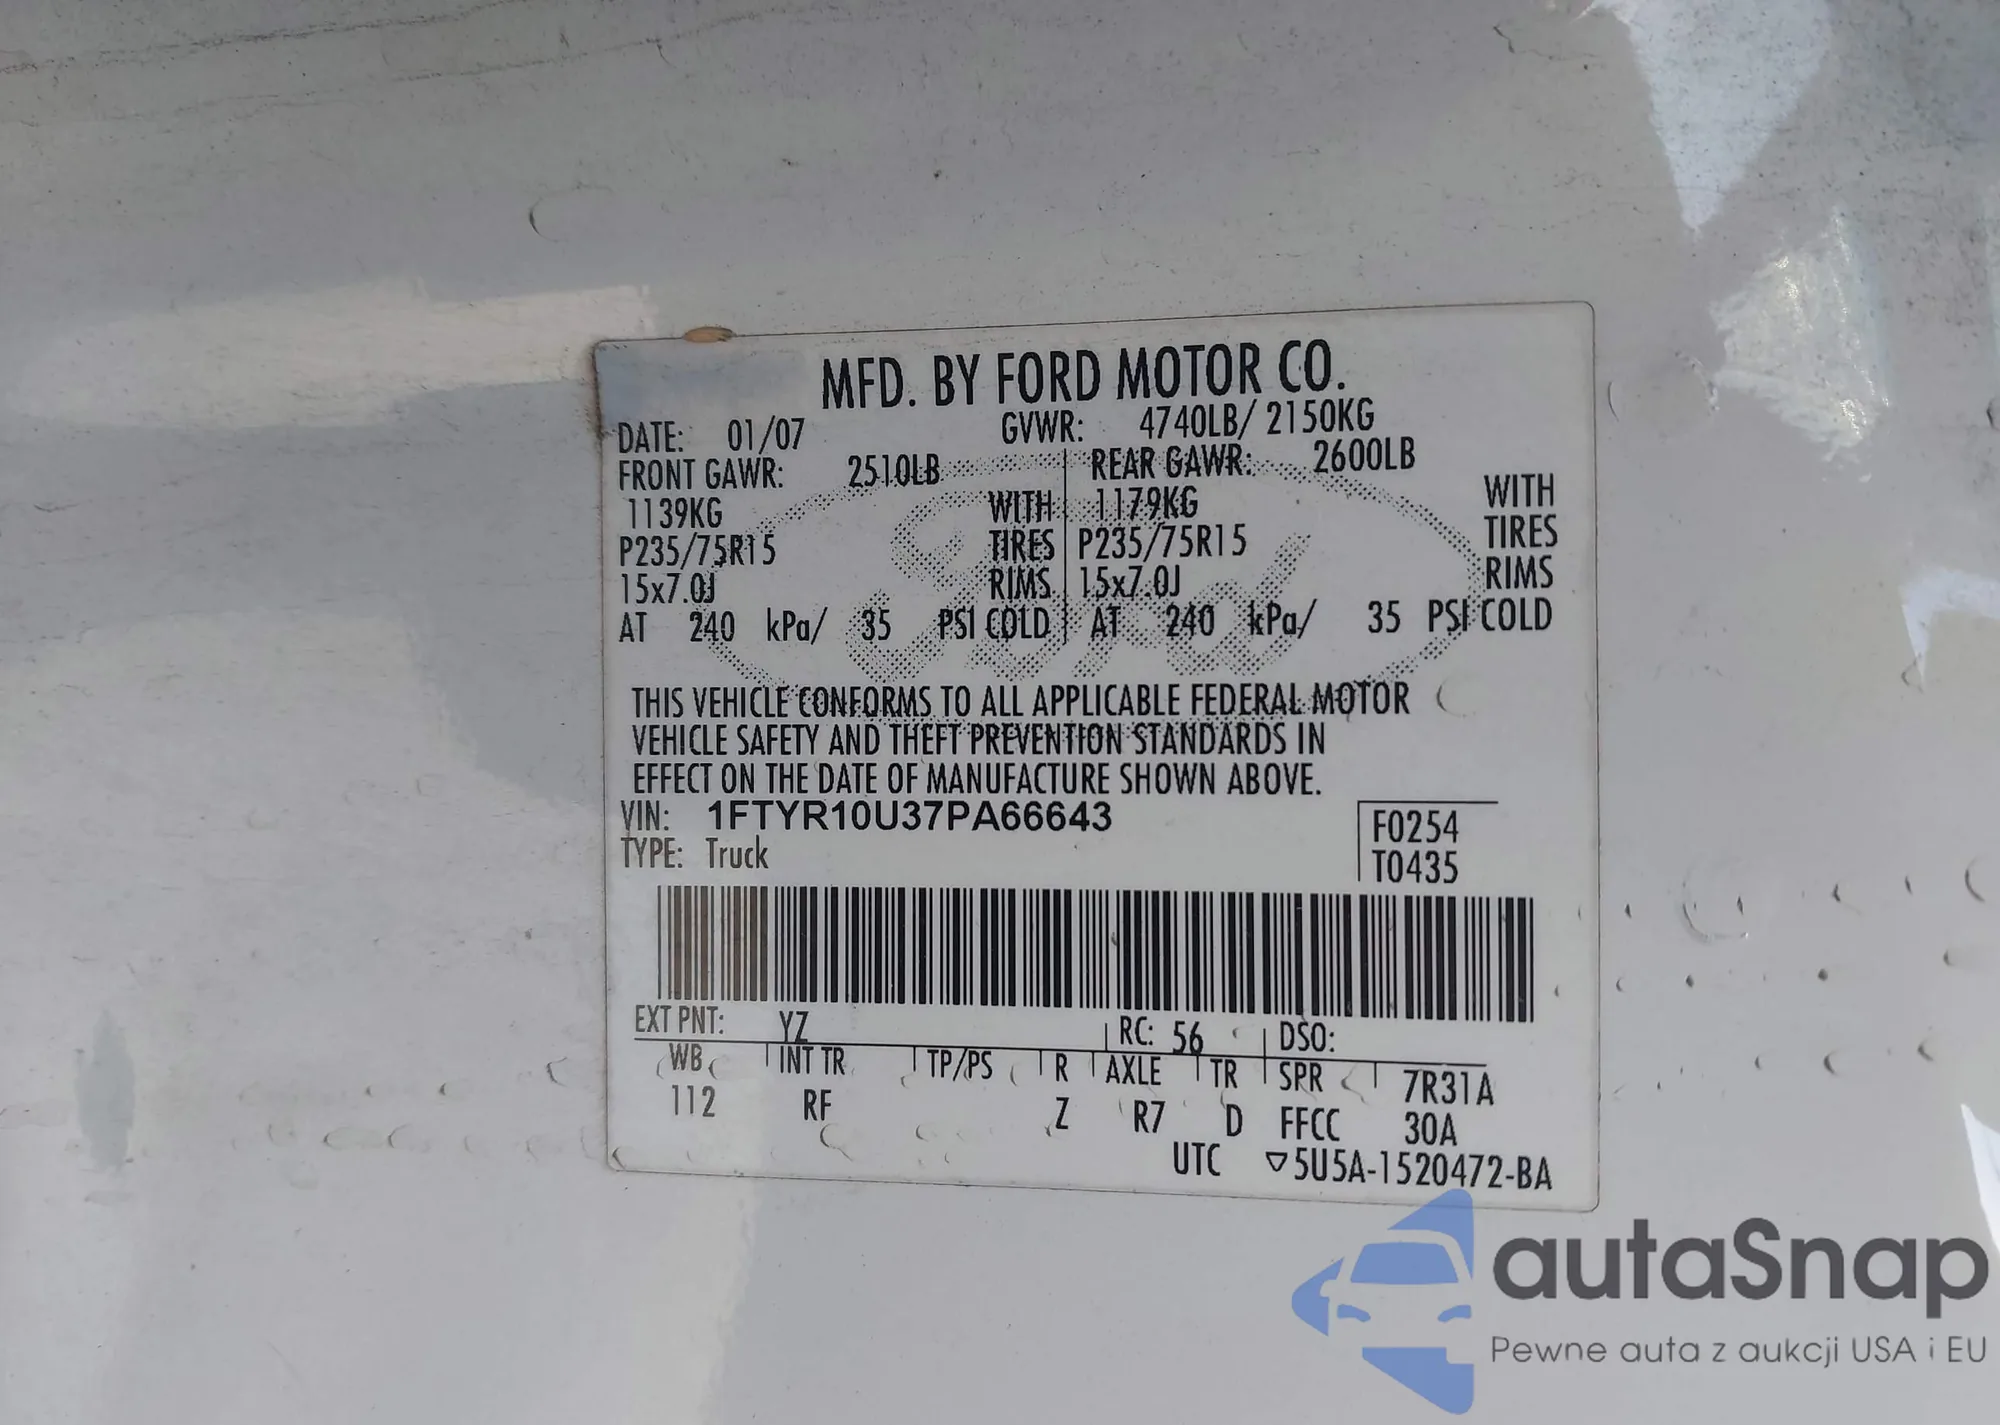 MFD. BY FORD MOTOR CO.
DATE: 01/07 GVWR: 4740LB/ 2150KG
FRONT GAWR: 2510LB REAR GAWR: 2600LB
1139KG WITH 1179KG WITH
P235/75R15 TIRES P235/75R15 TIRES
15x7.0J RIMS 15x7.0J RIMS
AT 240 kPa/ 35 PSI COLD AT 240 kPa/ 35 PSI COLD
Ford
THIS VEHICLE CONFORMS TO ALL APPLICABLE FEDERAL MOTOR
VEHICLE SAFETY AND THEFT PREVENTION STANDARDS IN
EFFECT ON THE DATE OF MANUFACTURE SHOWN ABOVE.
VIN: 1FTYR10U37PA66643 F0254
TYPE: Truck T0435
EXT PNT: YZ RC: 56 DSO:
WB INT TR TP/PS R AXLE TR SPR 7R31A
112 RF Z R7 D FFCC 30A
UTC ▽5U5A-1520472-BA
autaSnap
Pewne auta z aukcji USA i EU